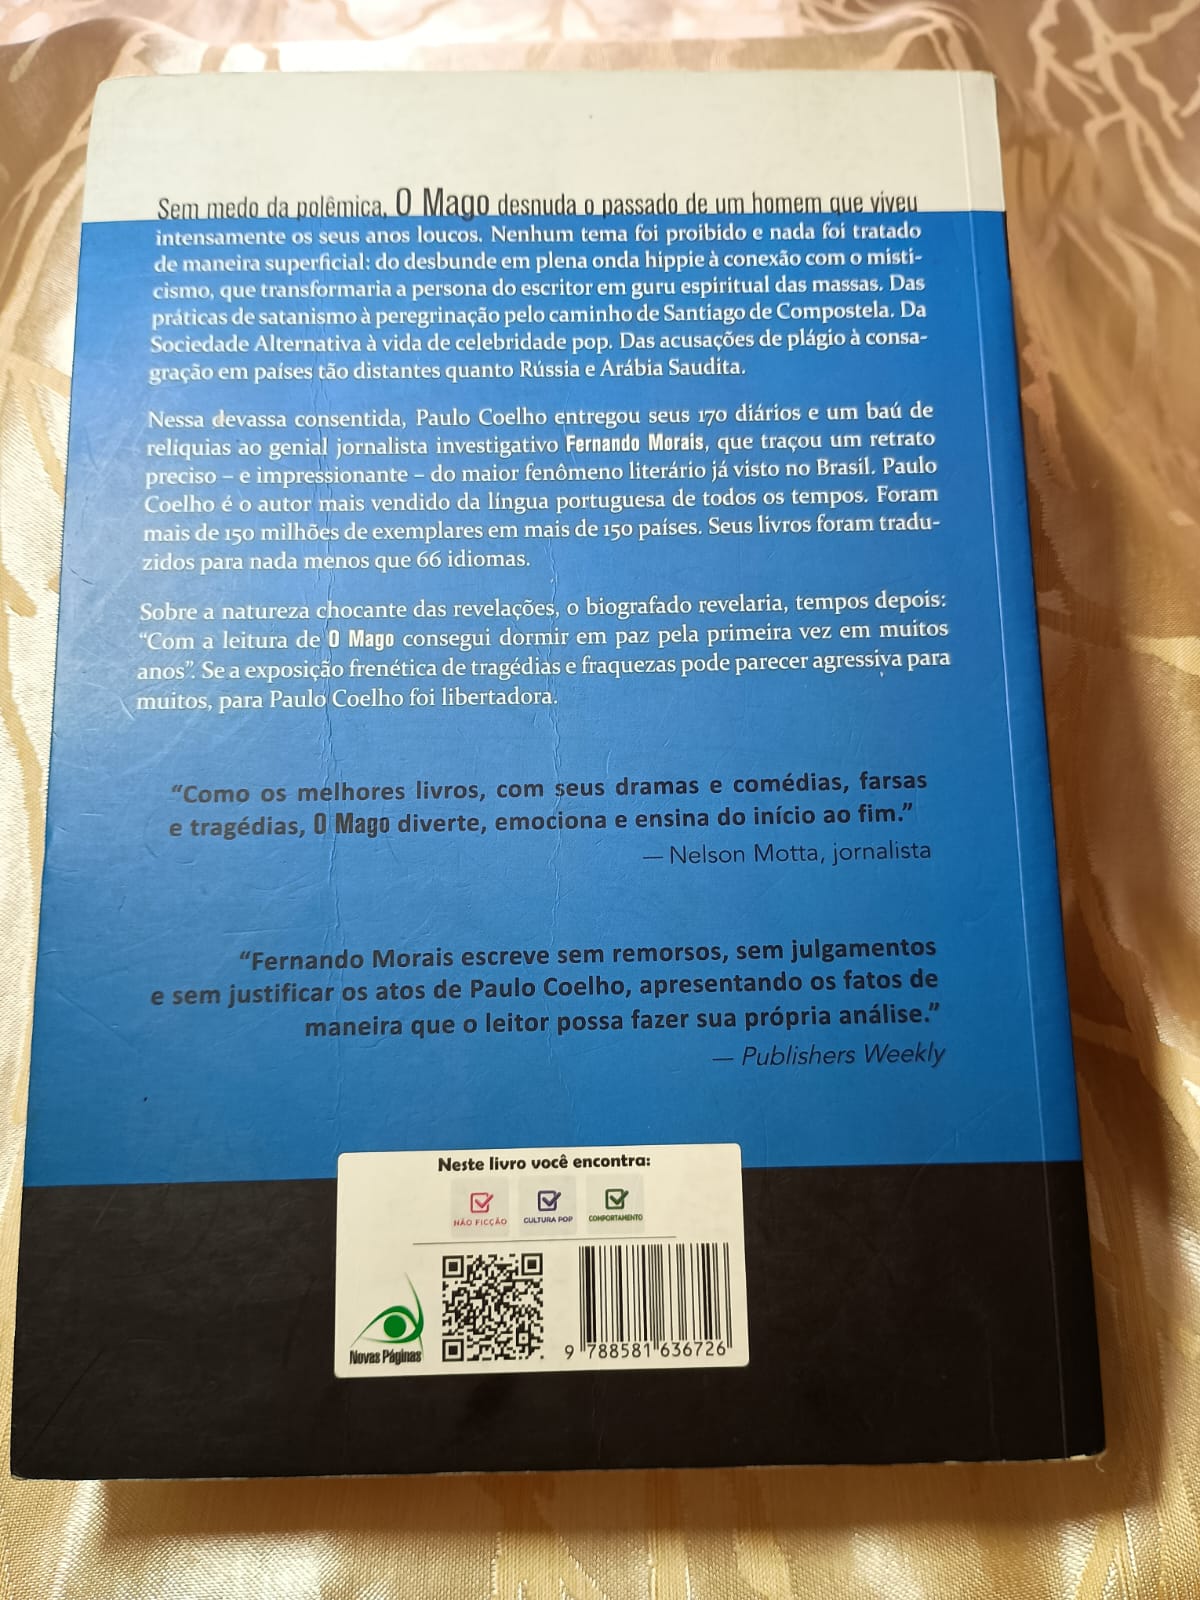 Sem medo da polêmica, O Mago desnuda o passado de um homem que viveu
intensamente os seus anos loucos. Nenhum tema foi proibido e nada foi tratado
de maneira superficial: do desbunde em plena onda hippie à conexão com o misti-
cismo, que transformaria a persona do escritor em guru espiritual das massas. Das
práticas de satanismo à peregrinação pelo caminho de Santiago de Compostela. Da
Sociedade Alternativa à vida de celebridade pop. Das acusações de plágio à consa-
gração em países tão distantes quanto Rússia e Arábia Saudita.
Nessa devassa consentida, Paulo Coelho entregou seus 170 diários e um baú de
relíquias ao genial jornalista investigativo Fernando Morais, que traçou um retrato
preciso – e impressionante – do maior fenômeno literário já visto no Brasil. Paulo
Coelho é o autor mais vendido da língua portuguesa de todos os tempos. Foram
mais de 150 milhões de exemplares em mais de 150 países. Seus livros foram tradu-
zidos para nada menos que 66 idiomas.
Sobre a natureza chocante das revelações, o biografado revelaria, tempos depois:
“Com a leitura de O Mago consegui dormir em paz pela primeira vez em muitos
anos”. Se a exposição frenética de tragédias e fraquezas pode parecer agressiva para
muitos, para Paulo Coelho foi libertadora.
“Como os melhores livros, com seus dramas e comédias, farsas
e tragédias, O Mago diverte, emociona e ensina do início ao fim.”
— Nelson Motta, jornalista
“Fernando Morais escreve sem remorsos, sem julgamentos
e sem justificar os atos de Paulo Coelho, apresentando os fatos de
maneira que o leitor possa fazer sua própria análise.”
— Publishers Weekly
Neste livro você encontra:
NÃO FICÇÃO CULTURA POP COMPORTAMENTO
Novas Páginas
9 788581 636726